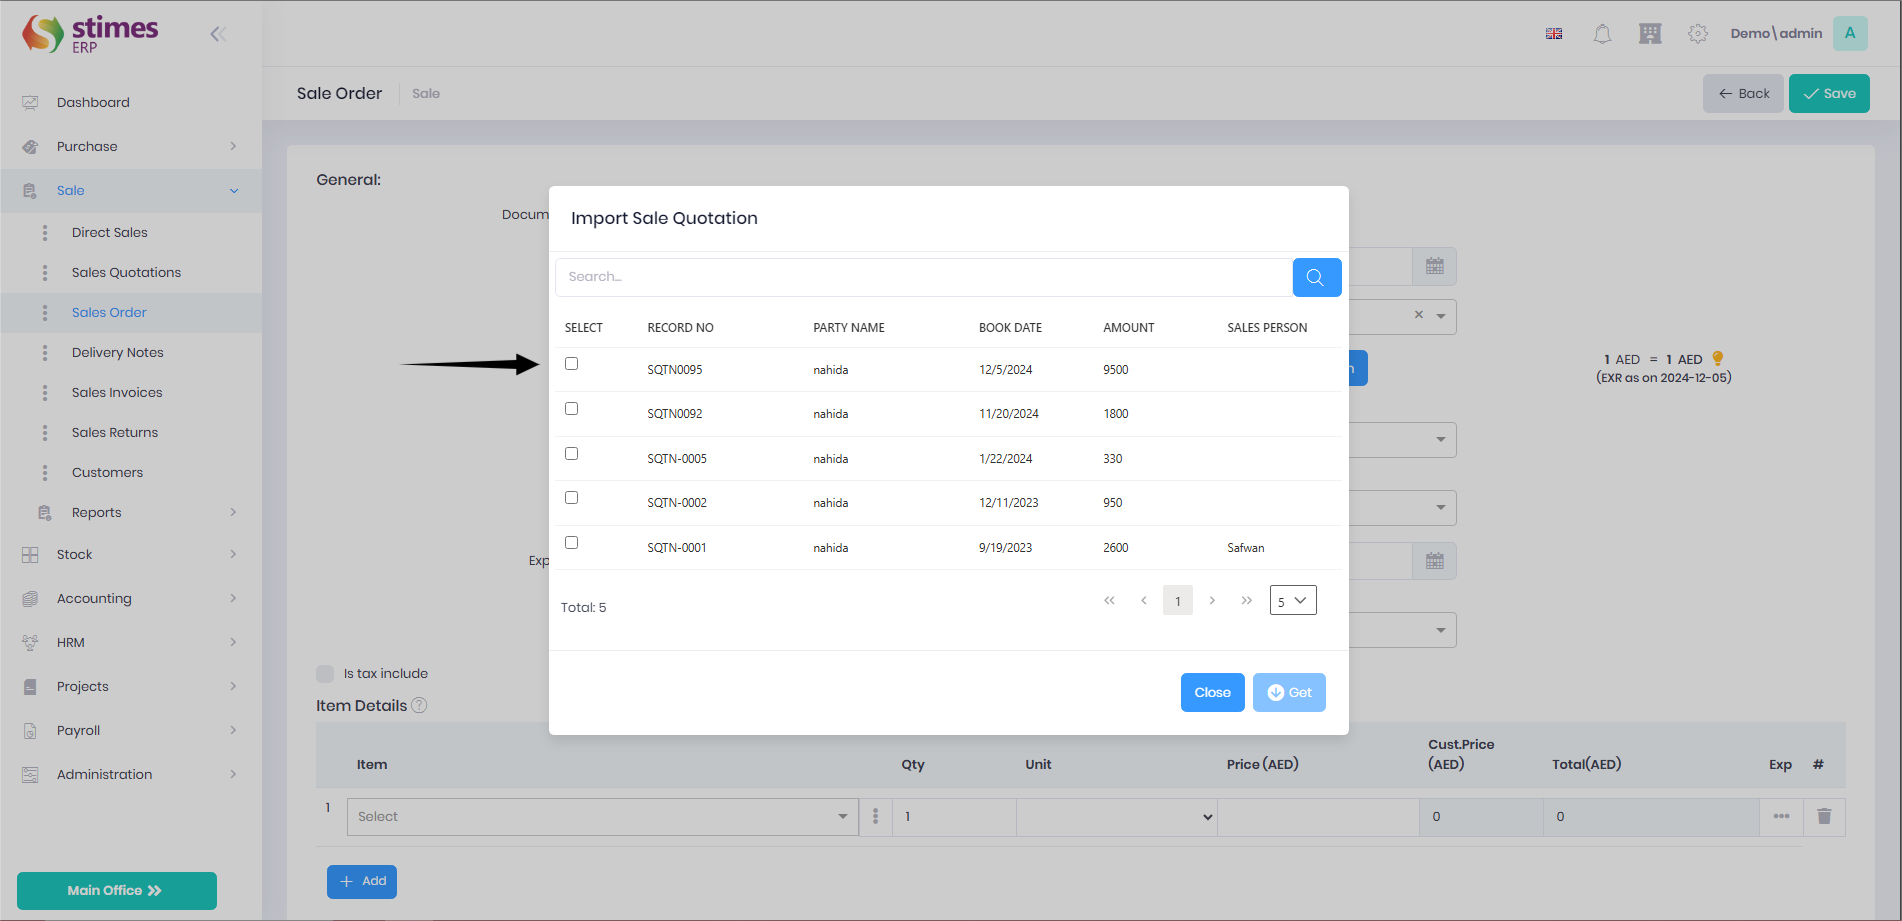 stimes
ERP
Demo\admin
A
Sale Order
Sale
Back
Save
Dashboard
Purchase
Sale
Direct Sales
Sales Quotations
Sales Order
Delivery Notes
Sales Invoices
Sales Returns
Customers
Reports
Stock
Accounting
HRM
Projects
Payroll
Administration
Main Office
General:
Docum
Exp
Import Sale Quotation
Search...
SELECT RECORD NO PARTY NAME BOOK DATE AMOUNT SALES PERSON
SQTN0095 nahida 12/5/2024 9500
SQTN0092 nahida 11/20/2024 1800
SQTN-0005 nahida 1/22/2024 330
SQTN-0002 nahida 12/11/2023 950
SQTN-0001 nahida 9/19/2023 2600 Safwan
Total: 5
1
5
Close
Get
1 AED = 1 AED
(EXR as on 2024-12-05)
Is tax include
Item Details ?
Item Qty Unit Price (AED) Cust.Price (AED) Total(AED) Exp #
1 Select 1 0 0
+ Add